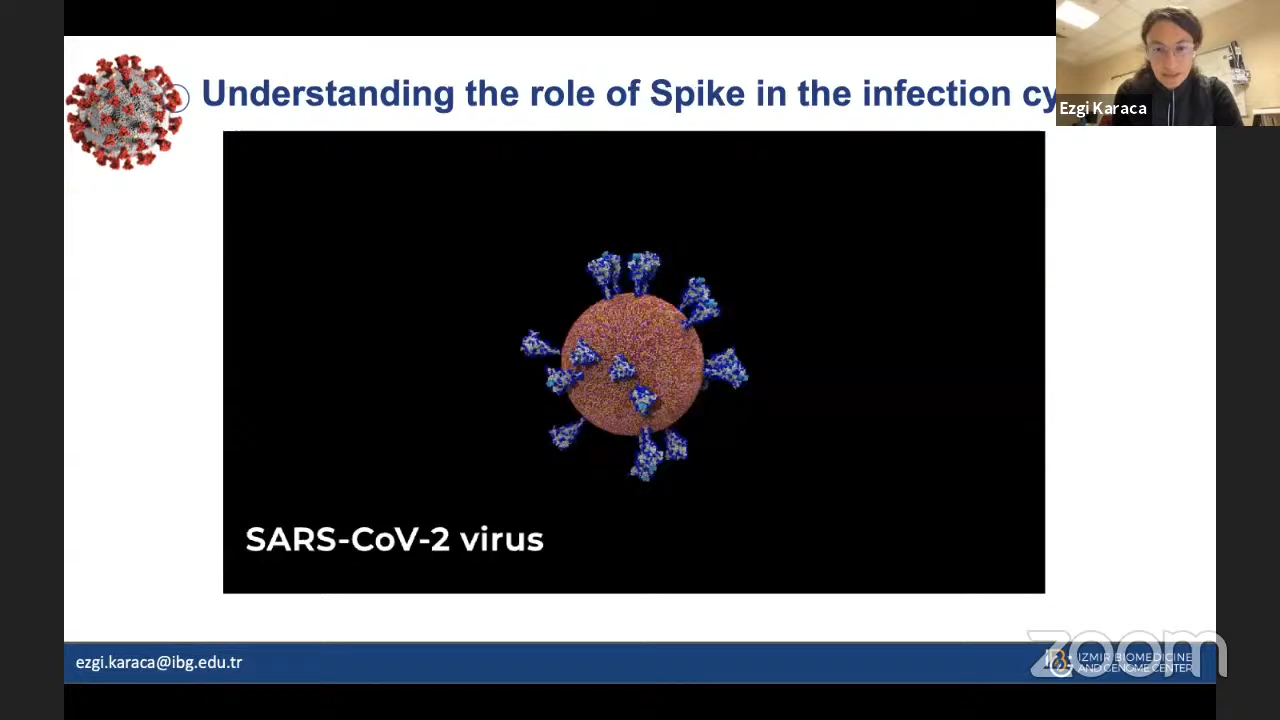 Understanding the role of Spike in the infection cy
Ezgi Karaca
SARS-CoV-2 virus
ezgi.karaca@ibg.edu.tr
IZMIR BIOMEDICINE
AND GENOME CENTER
zoom